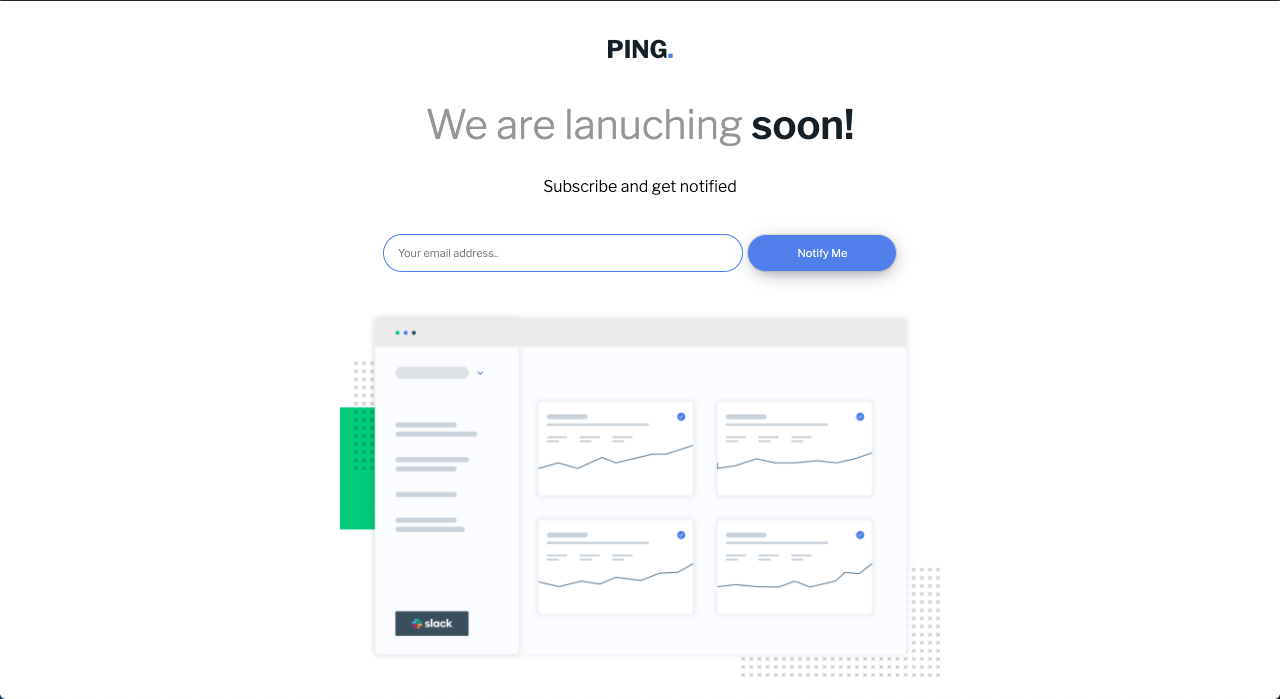 PING.
We are lanuching soon!
Subscribe and get notified
Your email address..
Notify Me
slack